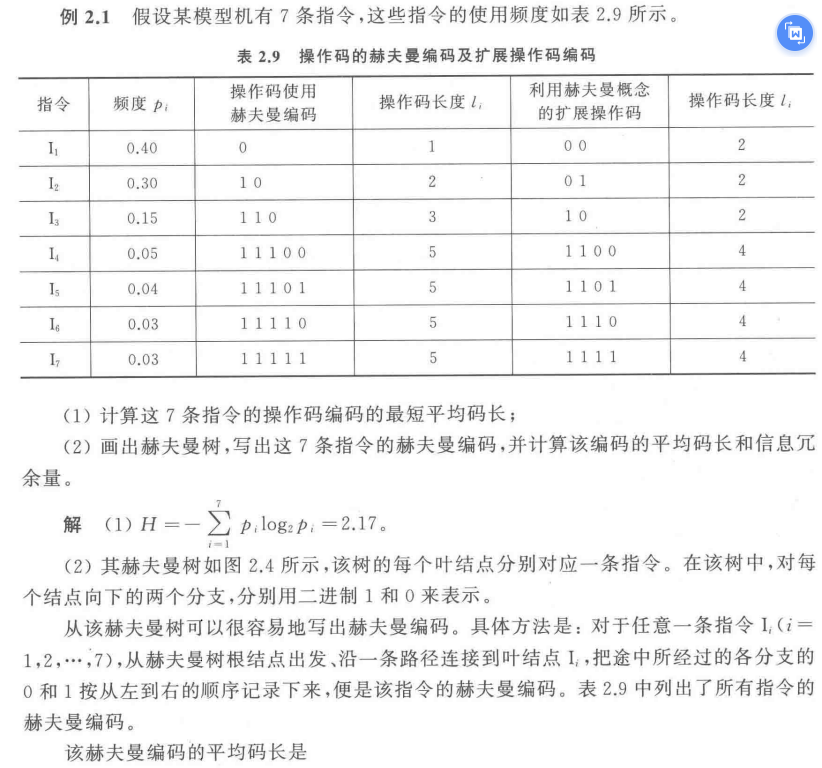 例 2.1 假设某模型机有 7 条指令,这些指令的使用频度如表 2.9 所示。
表 2.9 操作码的赫夫曼编码及扩展操作码编码
指令 频度 pᵢ 操作码使用赫夫曼编码 操作码长度 lᵢ 利用赫夫曼概念的扩展操作码 操作码长度 lᵢ
I₁ 0.40 0 1 0 0 2
I₂ 0.30 1 0 2 0 1 2
I₃ 0.15 1 1 0 3 1 0 2
I₄ 0.05 1 1 1 0 0 5 1 1 0 0 4
I₅ 0.04 1 1 1 0 1 5 1 1 0 1 4
I₆ 0.03 1 1 1 1 0 5 1 1 1 0 4
I₇ 0.03 1 1 1 1 1 5 1 1 1 1 4
(1) 计算这 7 条指令的操作码编码的最短平均码长;
(2) 画出赫夫曼树,写出这 7 条指令的赫夫曼编码,并计算该编码的平均码长和信息冗
余量。
解 (1) H = −∑ᵢ₌₁⁷ pᵢ log₂ pᵢ = 2.17。
(2) 其赫夫曼树如图 2.4 所示,该树的每个叶结点分别对应一条指令。在该树中,对每
个结点向下的两个分支,分别用二进制 1 和 0 来表示。
从该赫夫曼树可以很容易地写出赫夫曼编码。具体方法是:对于任意一条指令 Iᵢ(i=
1,2,…,7),从赫夫曼树根结点出发、沿一条路径连接到叶结点 Iᵢ,把途中所经过的各分支的
0 和 1 按从左到右的顺序记录下来,便是该指令的赫夫曼编码。表 2.9 中列出了所有指令的
赫夫曼编码。
该赫夫曼编码的平均码长是